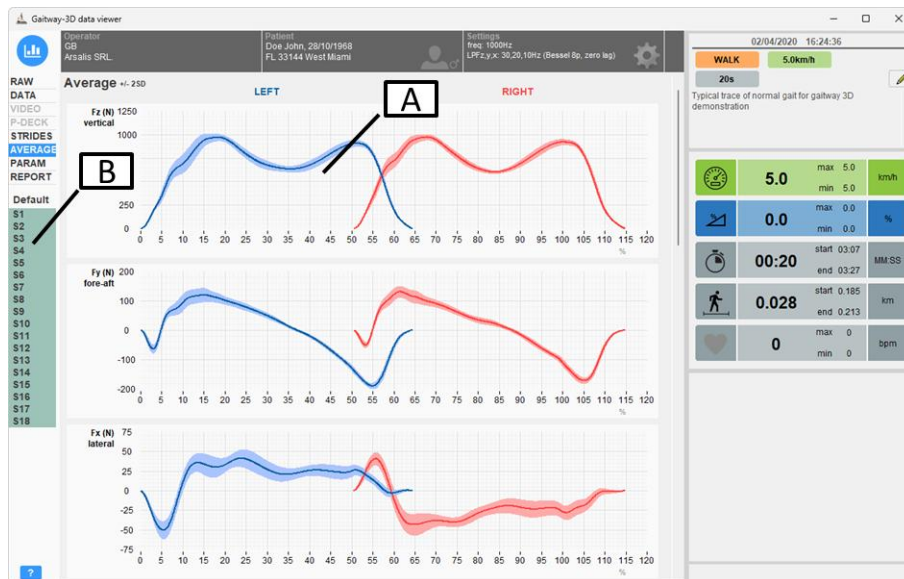 Gaitway-3D data viewer
Operator
GB
Arsalis SRL.
Patient
Doe John, 28/10/1968
FL 33144 West Miami
Settings
freq: 1000Hz
LPFz,y,x: 30,20,10Hz (Bessel 8p, zero lag)
RAW
DATA
VIDEO
P-DECK
STRIDES
AVERAGE
PARAM
REPORT
Default
S1
S2
S3
S4
S5
S6
S7
S8
S9
S10
S11
S12
S13
S14
S15
S16
S17
S18
?
Average +/- 2SD
LEFT
RIGHT
A
B
Fz (N)
vertical
1250
1000
250
0
0 5 10 15 20 25 30 35 40 45 50 55 60 65 70 75 80 85 90 95 100 105 110 115 120
%
Fy (N)
fore-aft
200
100
0
-100
-200
0 5 10 15 20 25 30 35 40 45 50 55 60 65 70 75 80 85 90 95 100 105 110 115 120
%
Fx (N)
lateral
75
50
25
0
-25
-50
-75
0 5 10 15 20 25 30 35 40 45 50 55 60 65 70 75 80 85 90 95 100 105 110 115 120
%
02/04/2020 16:24:36
WALK 5.0km/h
20s
Typical trace of normal gait for gaitway 3D
demonstration
5.0 max 5.0 min 5.0 km/h
0.0 max 0.0 min 0.0 %
00:20 start 03:07 end 03:27 MM:SS
0.028 start 0.185 end 0.213 km
0 max 0 min 0 bpm